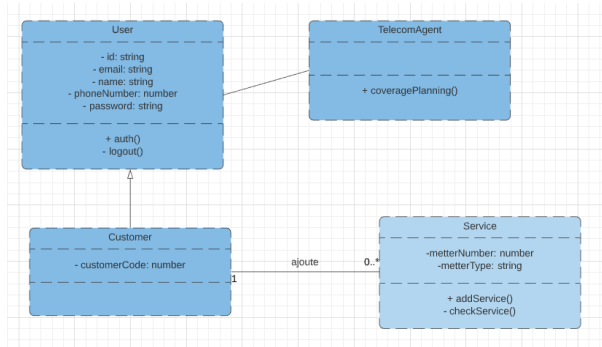 User
- id: string
- email: string
- name: string
- phoneNumber: number
- password: string
+ auth()
- logout()
TelecomAgent
+ coveragePlanning()
Customer
- customerCode: number
1
ajoute
0..*
Service
-metterNumber: number
-metterType: string
+ addService()
- checkService()